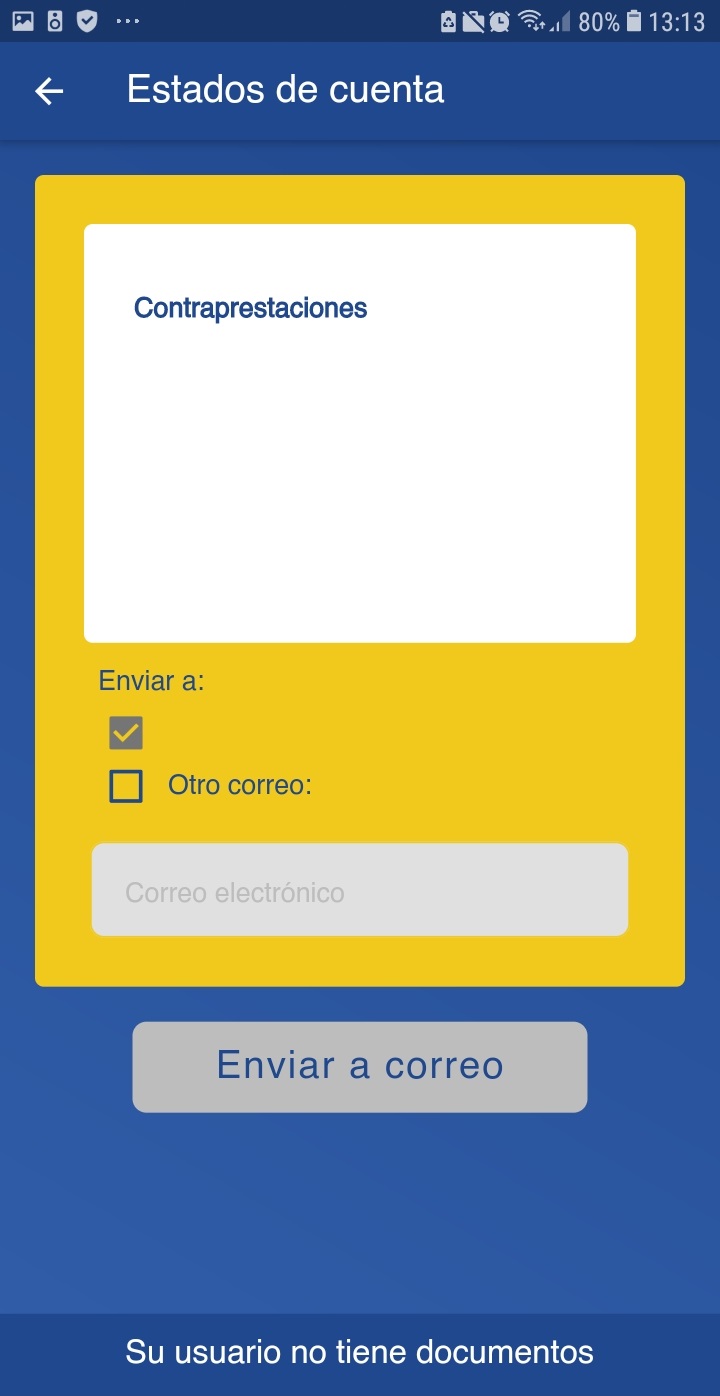 80% 13:13
Estados de cuenta
Contraprestaciones
Enviar a:
Otro correo:
Correo electrónico
Enviar a correo
Su usuario no tiene documentos